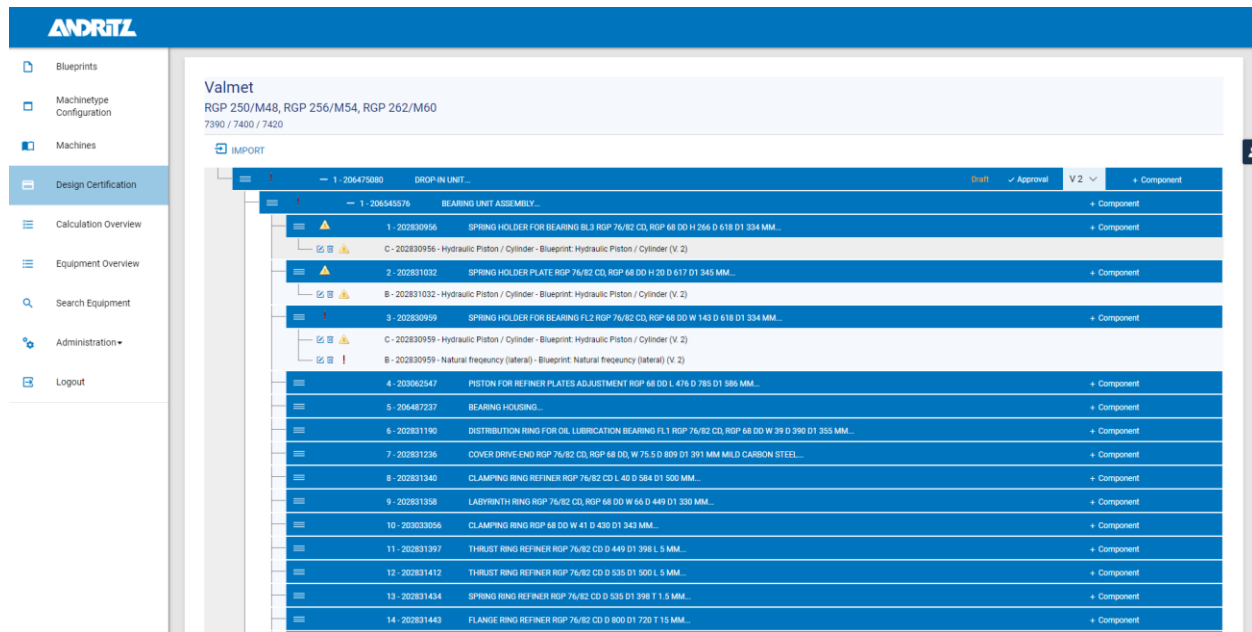 ANDRITZ
Blueprints
Machinetype
Configuration
Machines
Design Certification
Calculation Overview
Equipment Overview
Search Equipment
Administration
Logout
Valmet
RGP 250/M48, RGP 256/M54, RGP 262/M60
7390 / 7400 / 7420
IMPORT
! 1 - 206475080 DROP-IN UNIT... Draft Approval V 2 + Component
! 1 - 206545576 BEARING UNIT ASSEMBLY... + Component
1 - 202830956 SPRING HOLDER FOR BEARING BL3 RGP 76/82 CD, RGP 68 DD H 266 D 618 D1 334 MM... + Component
C - 202830956 - Hydraulic Piston / Cylinder - Blueprint: Hydraulic Piston / Cylinder (V. 2)
2 - 202831032 SPRING HOLDER PLATE RGP 76/82 CD, RGP 68 DD H 20 D 617 D1 345 MM... + Component
B - 202831032 - Hydraulic Piston / Cylinder - Blueprint: Hydraulic Piston / Cylinder (V. 2)
! 3 - 202830959 SPRING HOLDER FOR BEARING FL2 RGP 76/82 CD, RGP 68 DD W 143 D 618 D1 334 MM... + Component
C - 202830959 - Hydraulic Piston / Cylinder - Blueprint: Hydraulic Piston / Cylinder (V. 2)
! B - 202830959 - Natural freqeuncy (lateral) - Blueprint: Natural freqeuncy (lateral) (V. 2)
4 - 203062547 PISTON FOR REFINER PLATES ADJUSTMENT RGP 68 DD L 476 D 785 D1 586 MM... + Component
5 - 206487237 BEARING HOUSING... + Component
6 - 202831190 DISTRIBUTION RING FOR OIL LUBRICATION BEARING FL1 RGP 76/82 CD, RGP 68 DD W 39 D 390 D1 355 MM... + Component
7 - 202831236 COVER DRIVE-END RGP 76/82 CD, RGP 68 DD, W 75.5 D 809 D1 391 MM MILD CARBON STEEL... + Component
8 - 202831340 CLAMPING RING REFINER RGP 76/82 CD L 40 D 584 D1 500 MM... + Component
9 - 202831358 LABYRINTH RING RGP 76/82 CD, RGP 68 DD W 66 D 449 D1 330 MM... + Component
10 - 203033056 CLAMPING RING RGP 68 DD W 41 D 430 D1 343 MM... + Component
11 - 202831397 THRUST RING REFINER RGP 76/82 CD D 449 D1 398 L 5 MM... + Component
12 - 202831412 THRUST RING REFINER RGP 76/82 CD D 535 D1 500 L 5 MM... + Component
13 - 202831434 SPRING RING REFINER RGP 76/82 CD D 535 D1 398 T 1.5 MM... + Component
14 - 202831443 FLANGE RING REFINER RGP 76/82 CD D 800 D1 720 T 15 MM... + Component